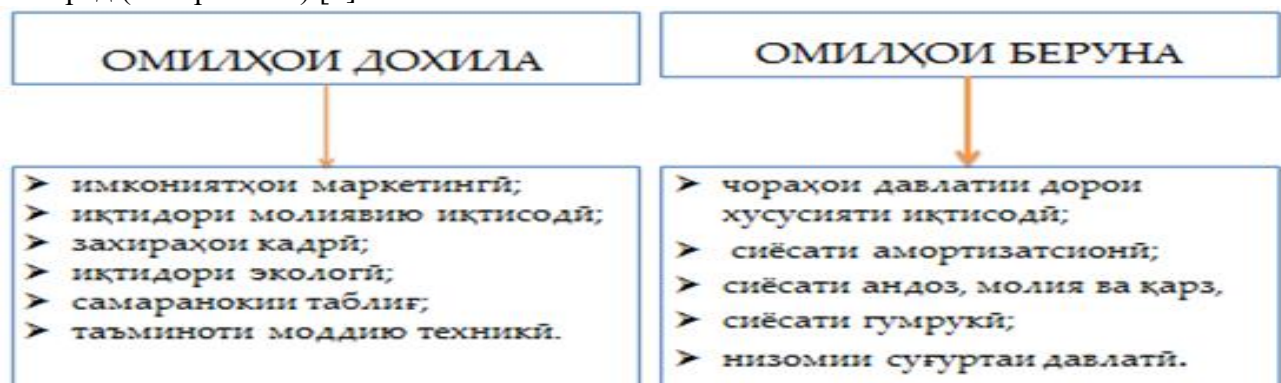 ОМИЛҲОИ ДОХИЛА
имкониятҳои маркетингӣ;
иқтидори молиявию иқтисодӣ;
захираҳои кадрӣ;
иқтидори экологӣ;
самаранокии таблиғ;
таъминоти моддию техникӣ.
ОМИЛҲОИ БЕРУНА
чораҳои давлатии дорои
хусусияти иқтисодӣ;
сиёсати амортизатсионӣ;
сиёсати андоз, молия ва қарз,
сиёсати гумрукӣ;
низомии суғуртаи давлатӣ.